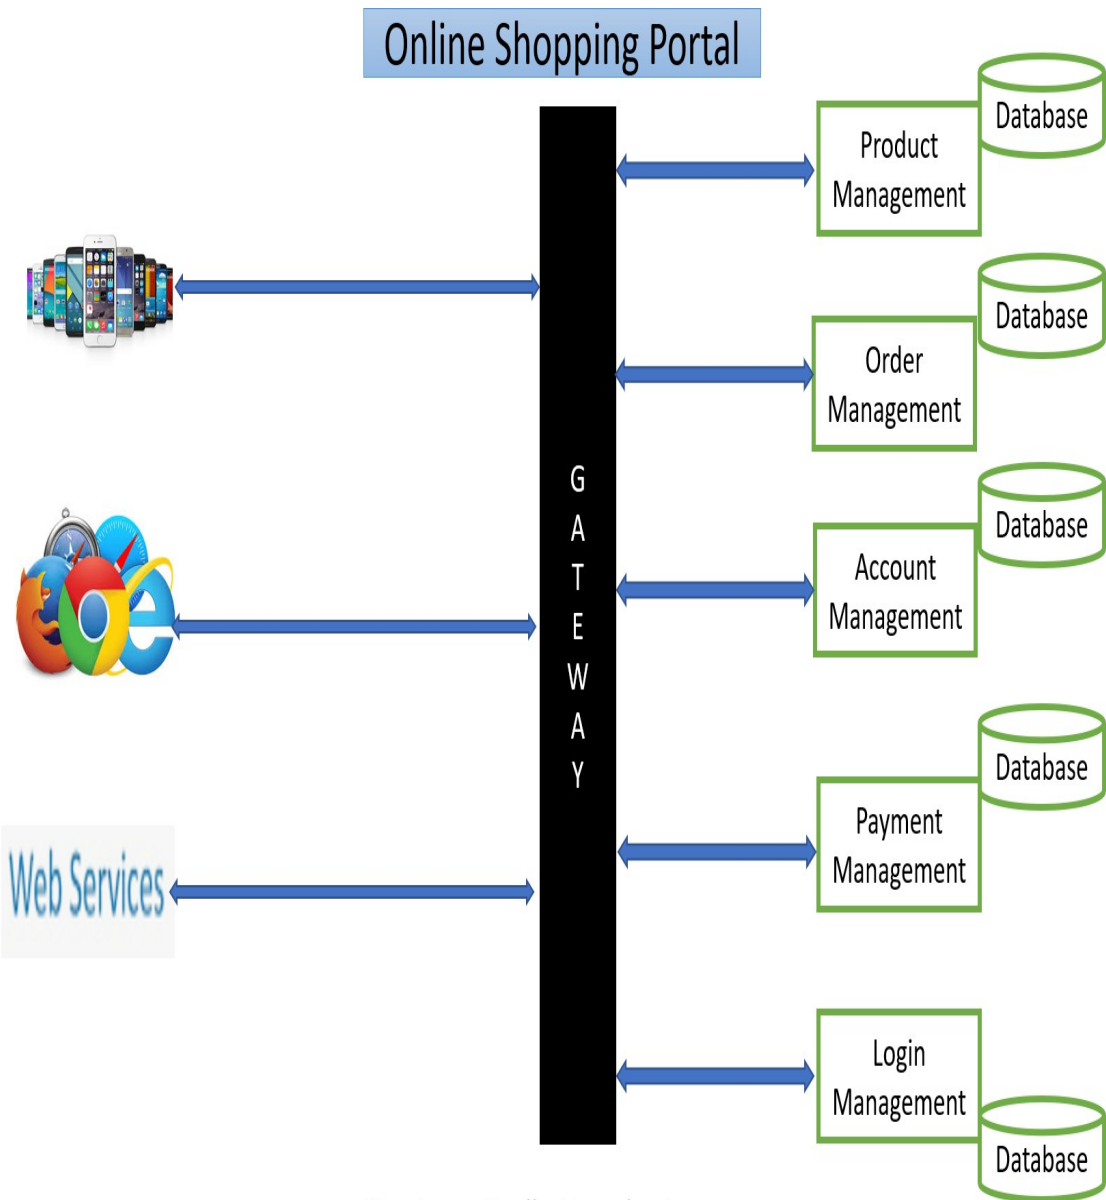 Online Shopping Portal
Database
Product
Management
Database
Order
Management
G
A
T
E
W
A
Y
Database
Account
Management
Database
Payment
Management
Web Services
Login
Management
Database